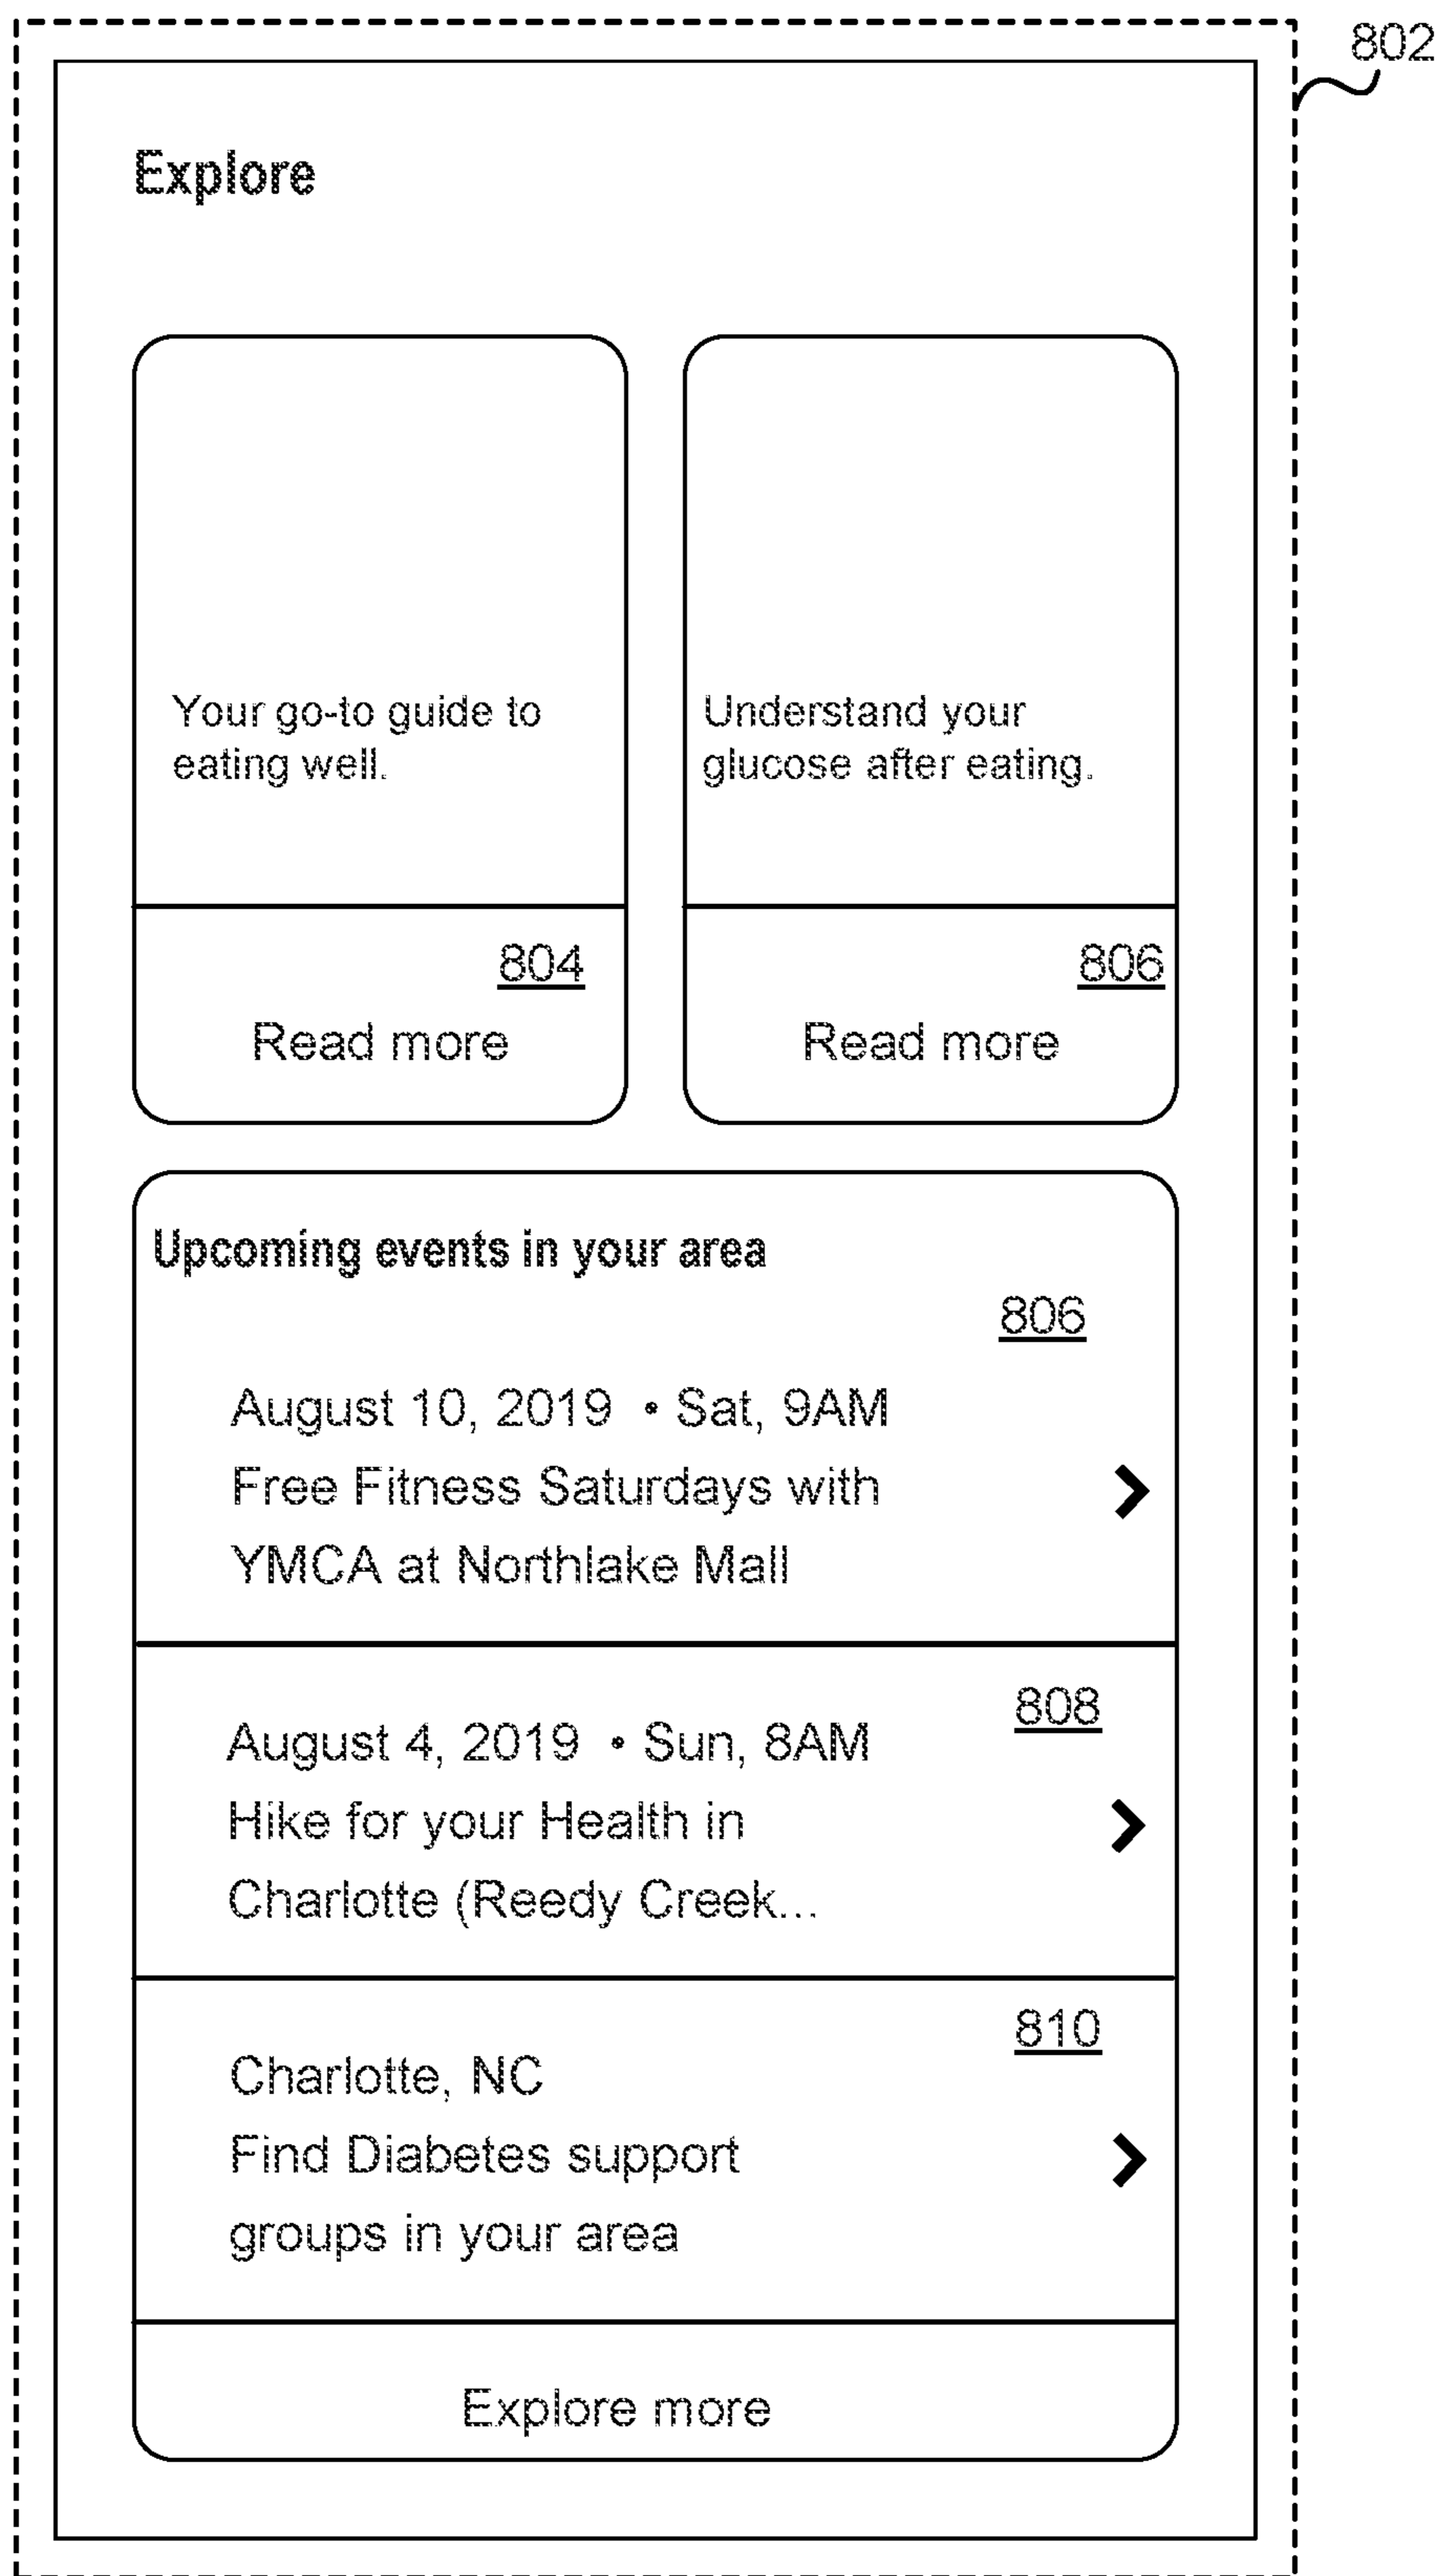 802
Explore
Your go-to guide to
eating well.
804
Read more
Understand your
glucose after eating.
806
Read more
Upcoming events in your area
806
August 10, 2019 • Sat, 9AM
Free Fitness Saturdays with
YMCA at Northlake Mall
808
August 4, 2019 • Sun, 8AM
Hike for your Health in
Charlotte (Reedy Creek...
810
Charlotte, NC
Find Diabetes support
groups in your area
Explore more